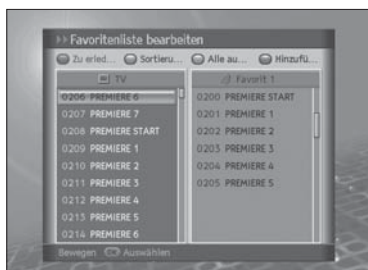 Favoritenliste bearbeiten
Zu erled... Sortieru... Alle au... Hinzufü...
TV
Favorit 1
0206 PREMIERE 6
0207 PREMIERE 7
0208 PREMIERE START
0209 PREMIERE 1
0210 PREMIERE 2
0211 PREMIERE 3
0212 PREMIERE 4
0213 PREMIERE 5
0214 PREMIERE 6
0200 PREMIERE START
0201 PREMIERE 1
0202 PREMIERE 2
0203 PREMIERE 3
0204 PREMIERE 4
0205 PREMIERE 5
Bewegen OK Auswählen